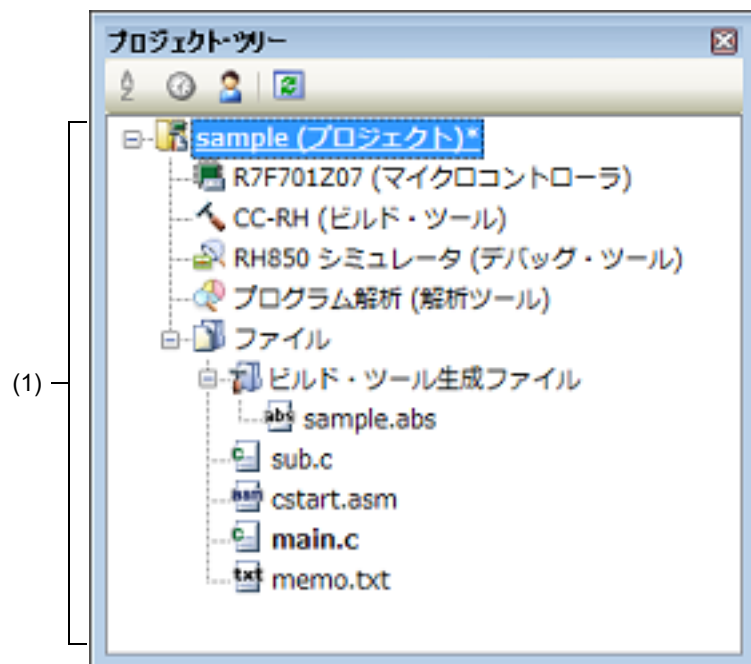 プロジェクト・ツリー
sample (プロジェクト)*
R7F701Z07 (マイクロコントローラ)
CC-RH (ビルド・ツール)
RH850 シミュレータ (デバッグ・ツール)
プログラム解析 (解析ツール)
ファイル
(1)
ビルド・ツール生成ファイル
abs sample.abs
c sub.c
asm cstart.asm
c main.c
txt memo.txt